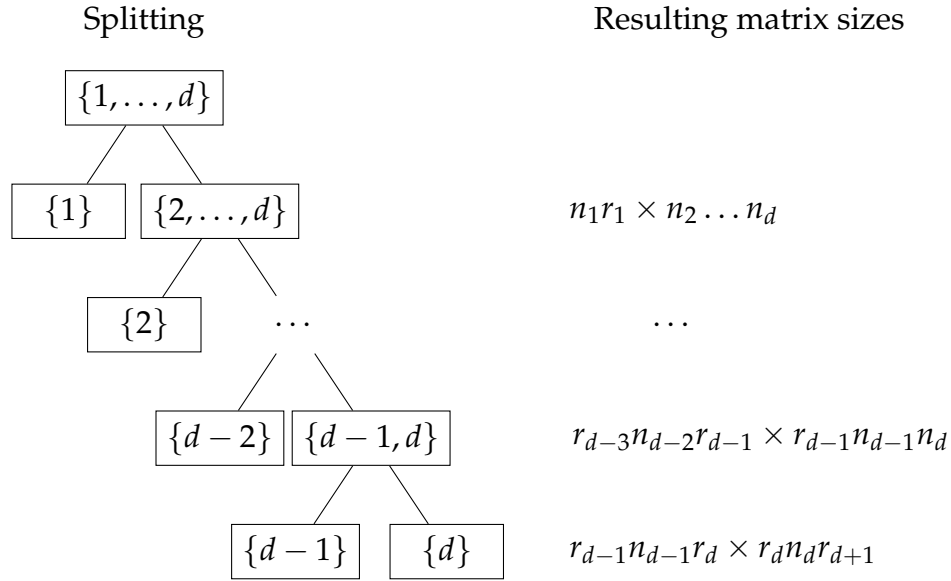 Splitting Resulting matrix sizes
{1, . . . , d}
{1} {2, . . . , d} n₁r₁ × n₂ . . . n_d
{2} . . . . . .
{d − 2} {d − 1, d} r_{d−3}n_{d−2}r_{d−1} × r_{d−1}n_{d−1}n_d
{d − 1} {d} r_{d−1}n_{d−1}r_d × r_dn_dr_{d+1}